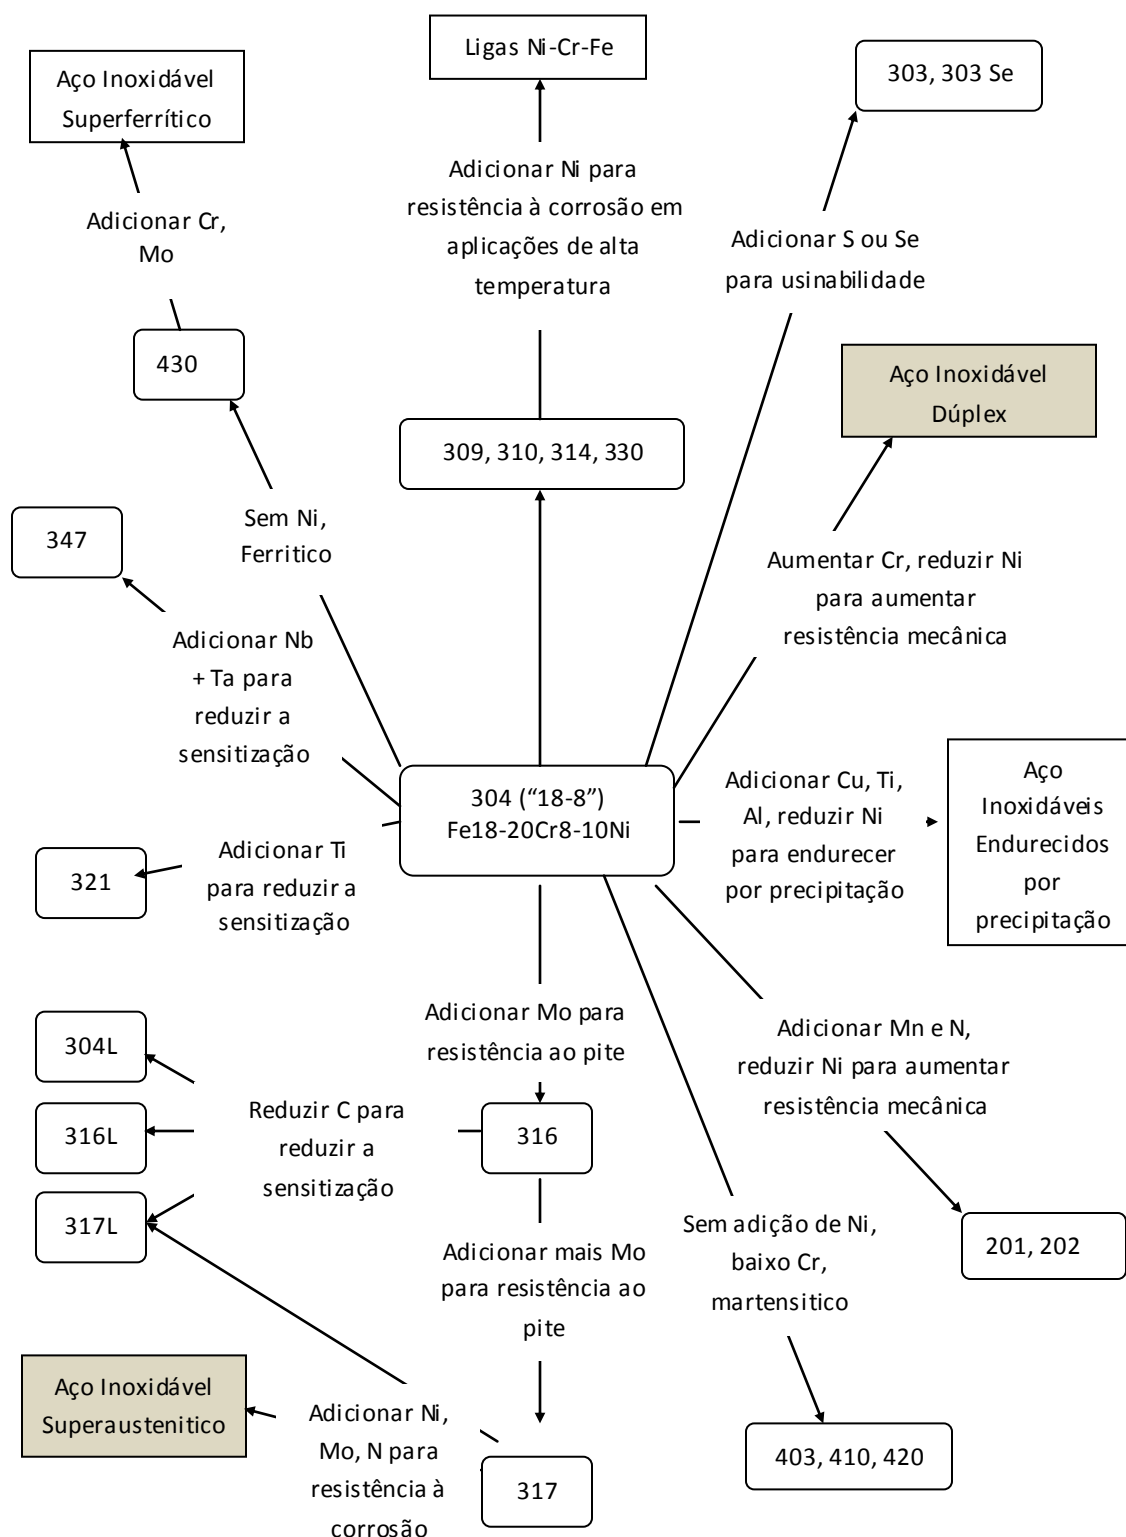 Ligas Ni-Cr-Fe
303, 303 Se
Aço Inoxidável
Superferrítico
Adicionar Ni para
resistência à corrosão em
aplicações de alta
temperatura
Adicionar Cr,
Mo
Adicionar S ou Se
para usinabilidade
430
Aço Inoxidável
Dúplex
309, 310, 314, 330
Sem Ni,
Ferritico
347
Aumentar Cr, reduzir Ni
para aumentar
resistência mecânica
Adicionar Nb
+ Ta para
reduzir a
sensitização
304 (“18-8”)
Fe18-20Cr8-10Ni
Adicionar Cu, Ti,
Al, reduzir Ni
para endurecer
por precipitação
Aço
Inoxidáveis
Endurecidos
por
precipitação
Adicionar Ti
para reduzir a
sensitização
321
Adicionar Mo para
resistência ao pite
Adicionar Mn e N,
reduzir Ni para aumentar
resistência mecânica
304L
316L
317L
Reduzir C para
reduzir a
sensitização
316
Sem adição de Ni,
baixo Cr,
martensitico
201, 202
Adicionar mais Mo
para resistência ao
pite
Aço Inoxidável
Superaustenitico
Adicionar Ni,
Mo, N para
resistência à
corrosão
317
403, 410, 420